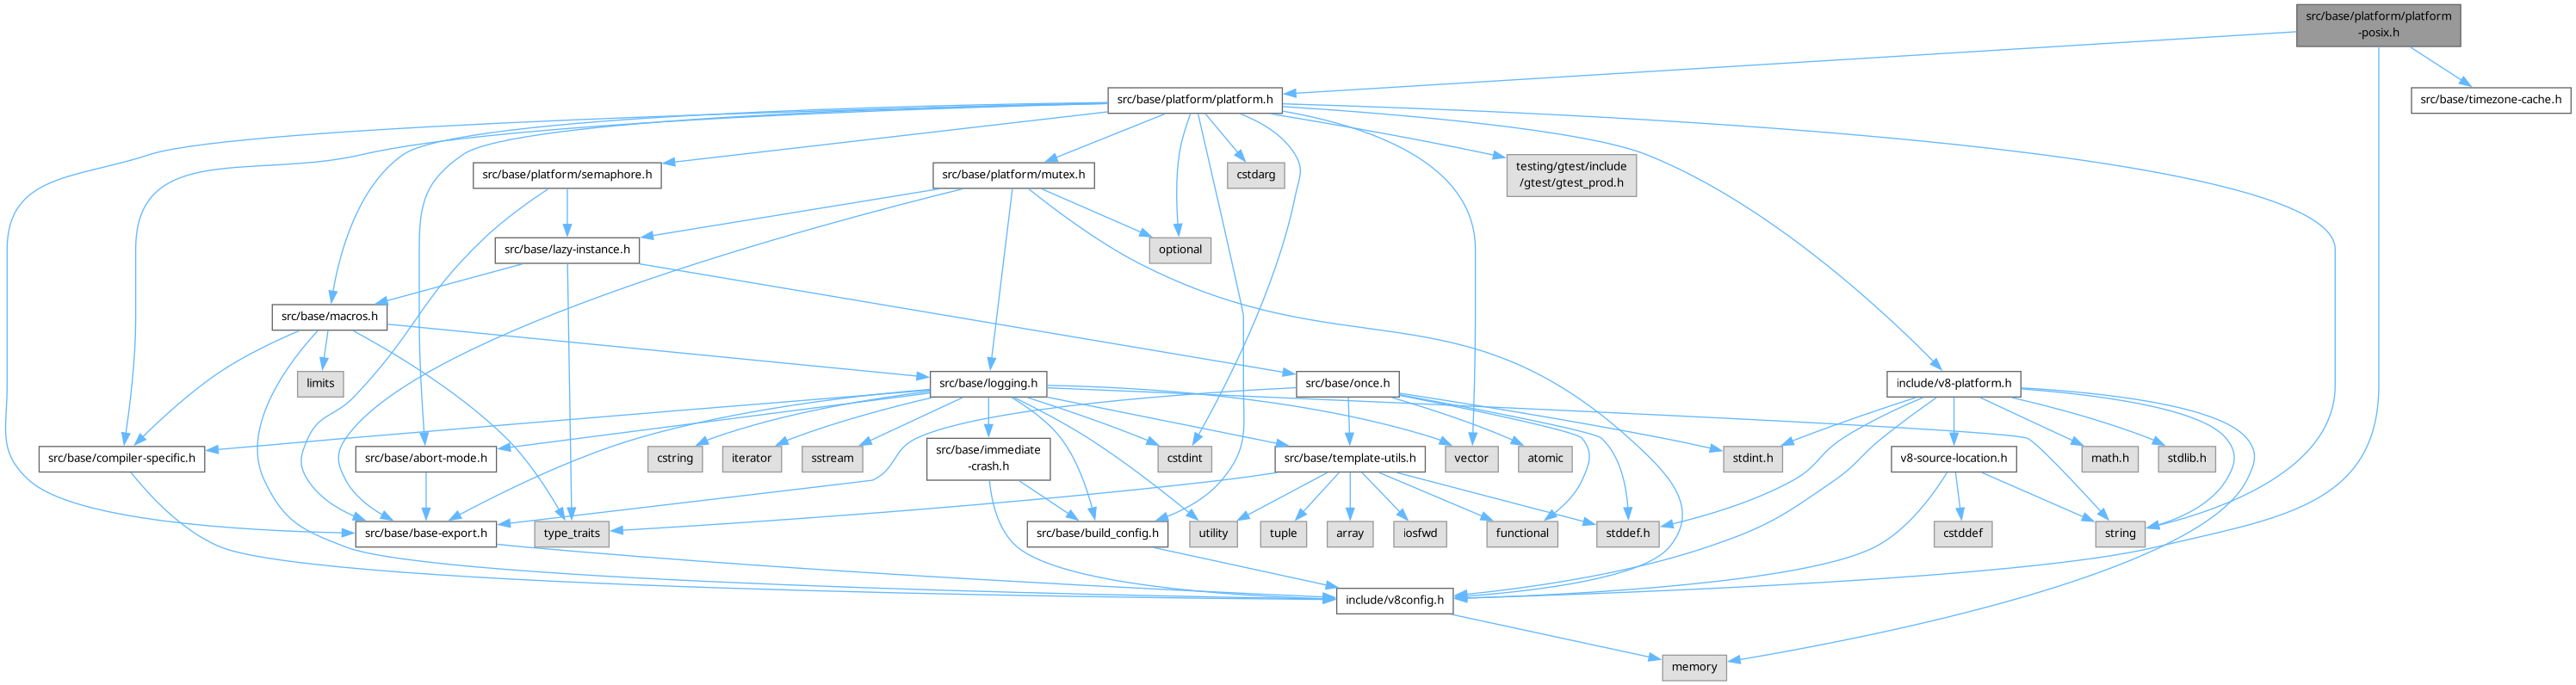 src/base/platform/platform
-posix.h
src/base/platform/platform.h
src/base/timezone-cache.h
src/base/platform/semaphore.h
src/base/platform/mutex.h
cstdarg
testing/gtest/include
/gtest/gtest_prod.h
src/base/lazy-instance.h
optional
src/base/macros.h
limits
src/base/logging.h
src/base/once.h
include/v8-platform.h
src/base/compiler-specific.h
src/base/abort-mode.h
cstring
iterator
sstream
src/base/immediate
-crash.h
cstdint
src/base/template-utils.h
vector
atomic
stdint.h
v8-source-location.h
math.h
stdlib.h
src/base/base-export.h
type_traits
src/base/build_config.h
utility
tuple
array
iosfwd
functional
stddef.h
cstddef
string
include/v8config.h
memory